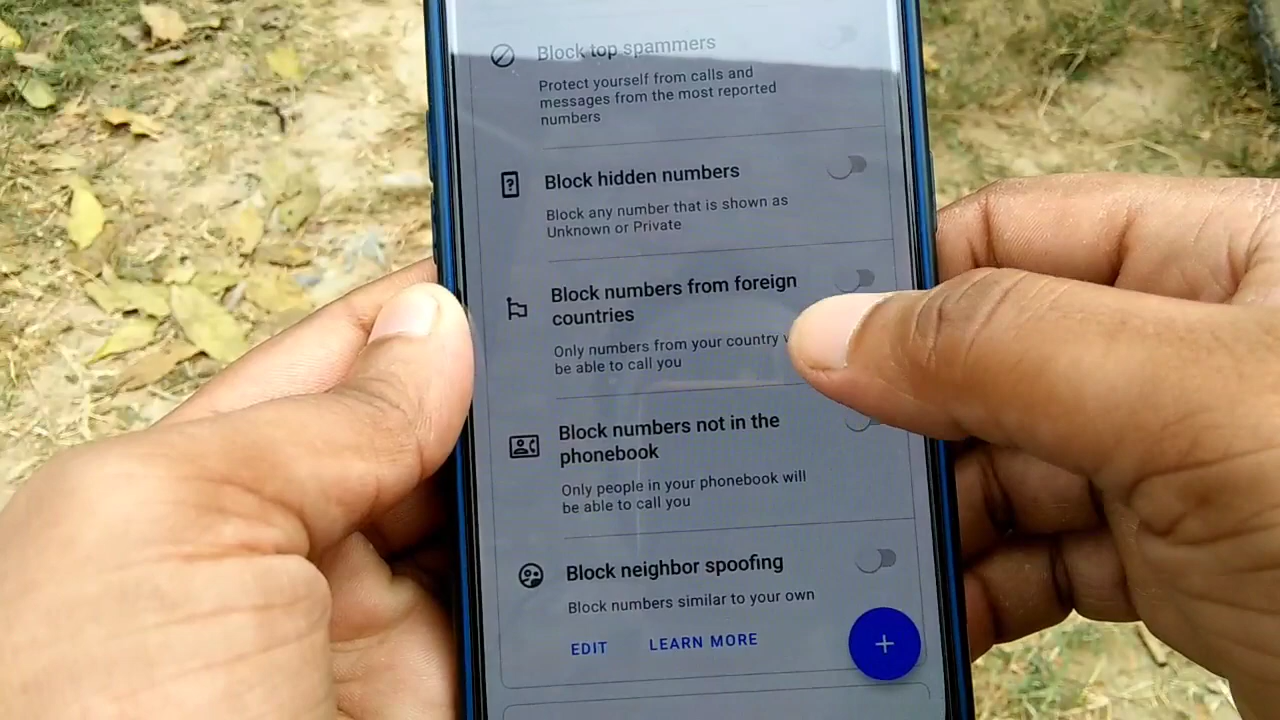 Block top spammers
Protect yourself from calls and
messages from the most reported
numbers
Block hidden numbers
Block any number that is shown as
Unknown or Private
Block numbers from foreign
countries
Only numbers from your country
be able to call you
Block numbers not in the
phonebook
Only people in your phonebook will
be able to call you
Block neighbor spoofing
Block numbers similar to your own
EDIT LEARN MORE